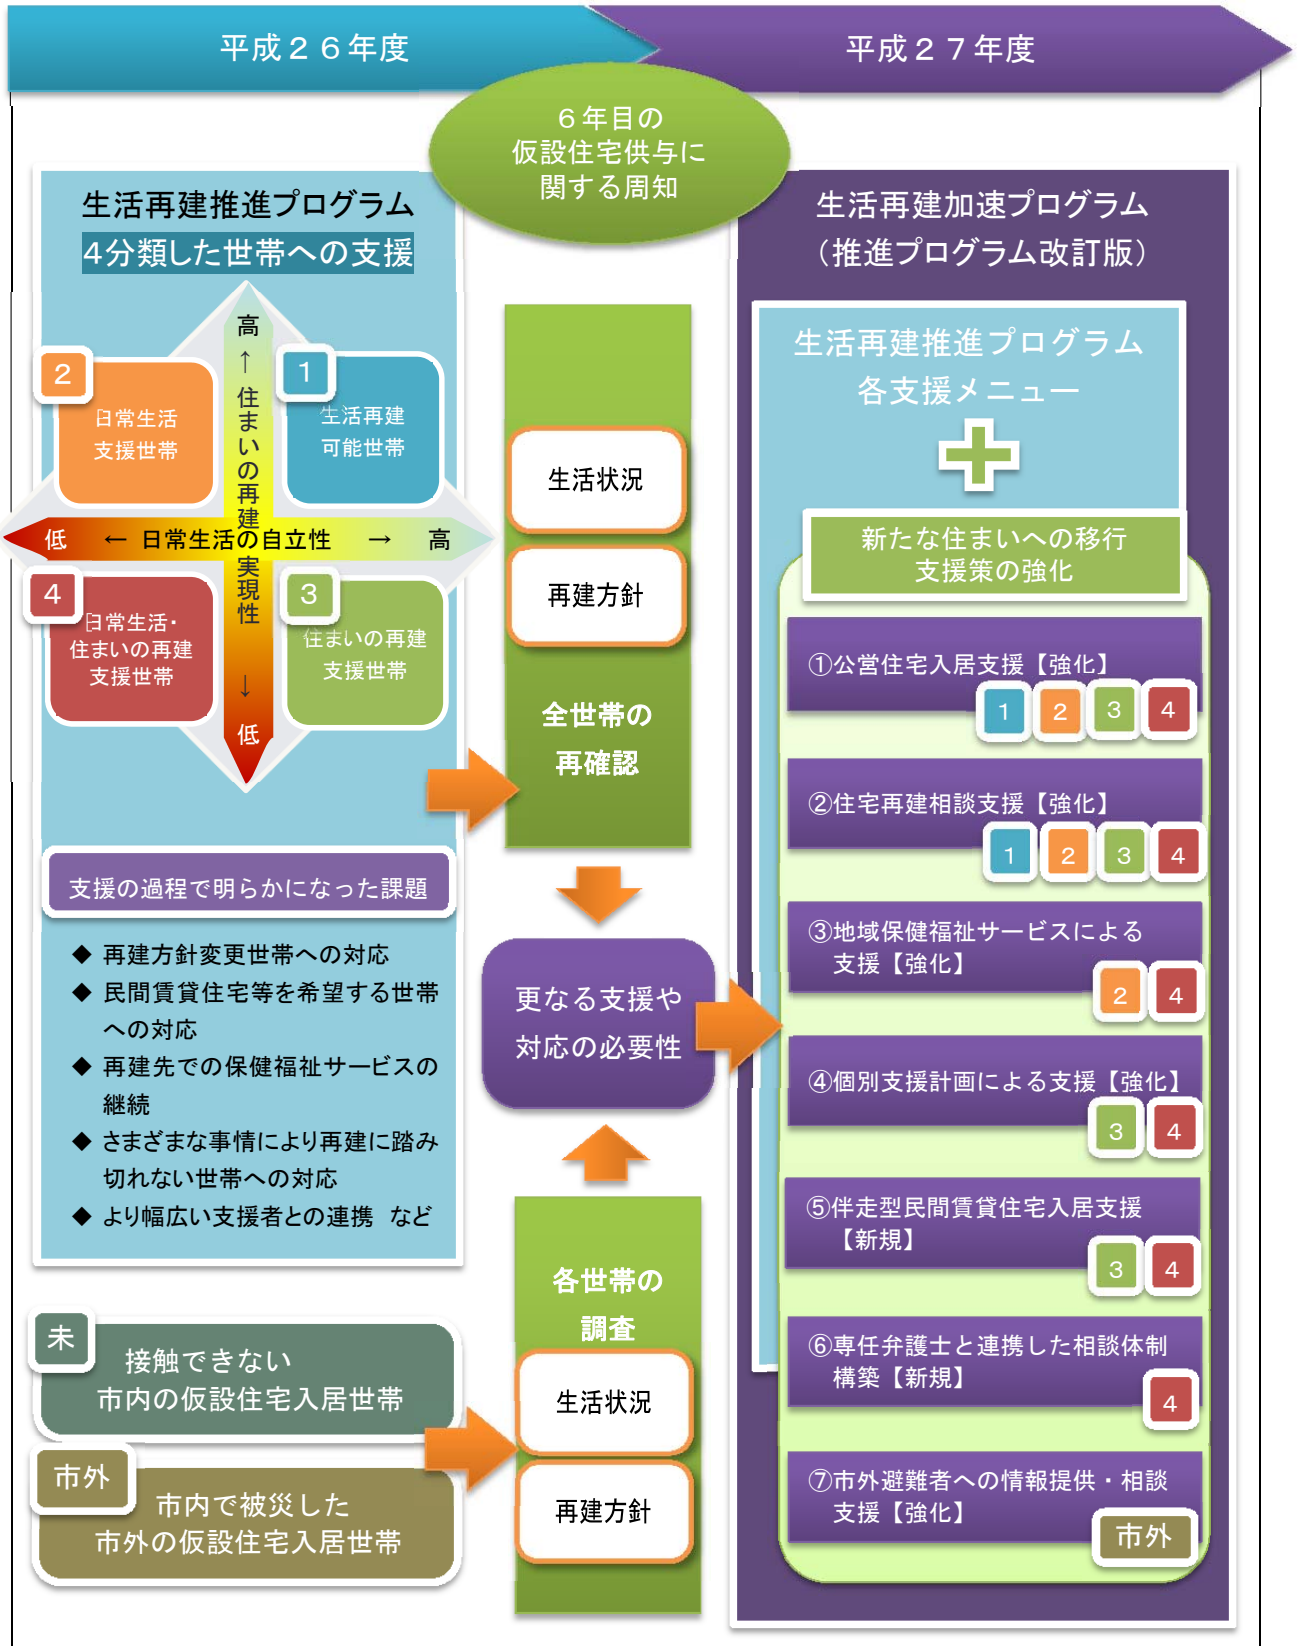 平成２６年度
平成２７年度
６年目の
仮設住宅供与に
関する周知
生活再建推進プログラム
4分類した世帯への支援
高
↑
住まいの再建
実現性
↓
低
低 ← 日常生活の自立性 → 高
2
日常生活
支援世帯
1
生活再建
可能世帯
4
日常生活・
住まいの再建
支援世帯
3
住まいの再建
支援世帯
支援の過程で明らかになった課題
◆ 再建方針変更世帯への対応
◆ 民間賃貸住宅等を希望する世帯
への対応
◆ 再建先での保健福祉サービスの
継続
◆ さまざまな事情により再建に踏み
切れない世帯への対応
◆ より幅広い支援者との連携 など
未
接触できない
市内の仮設住宅入居世帯
市外
市内で被災した
市外の仮設住宅入居世帯
生活状況
再建方針
全世帯の
再確認
更なる支援や
対応の必要性
各世帯の
調査
生活状況
再建方針
生活再建加速プログラム
（推進プログラム改訂版）
生活再建推進プログラム
各支援メニュー
新たな住まいへの移行
支援策の強化
①公営住宅入居支援【強化】
1 2 3 4
②住宅再建相談支援【強化】
1 2 3 4
③地域保健福祉サービスによる
支援【強化】
2 4
④個別支援計画による支援【強化】
3 4
⑤伴走型民間賃貸住宅入居支援
【新規】
3 4
⑥専任弁護士と連携した相談体制
構築【新規】
4
⑦市外避難者への情報提供・相談
支援【強化】
市外